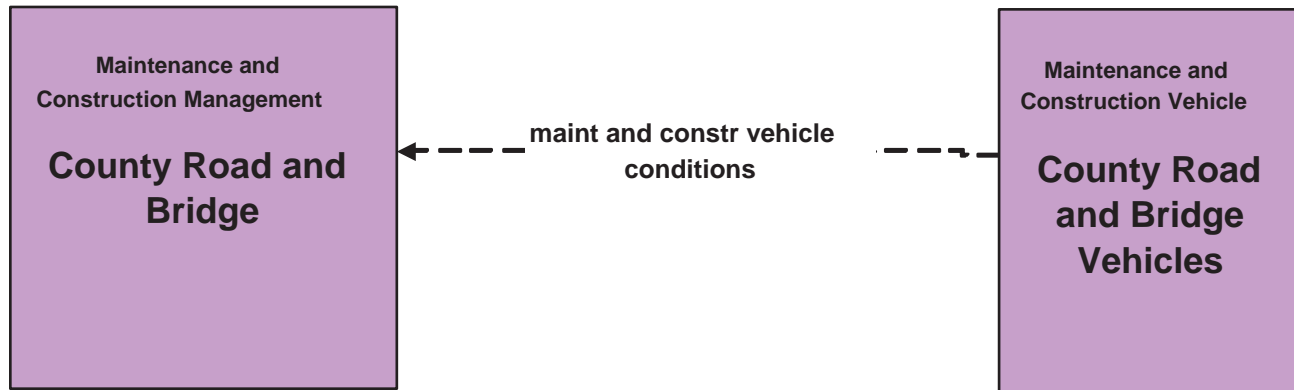 Maintenance and
Construction Management
County Road and
Bridge
maint and constr vehicle
conditions
Maintenance and
Construction Vehicle
County Road
and Bridge
Vehicles